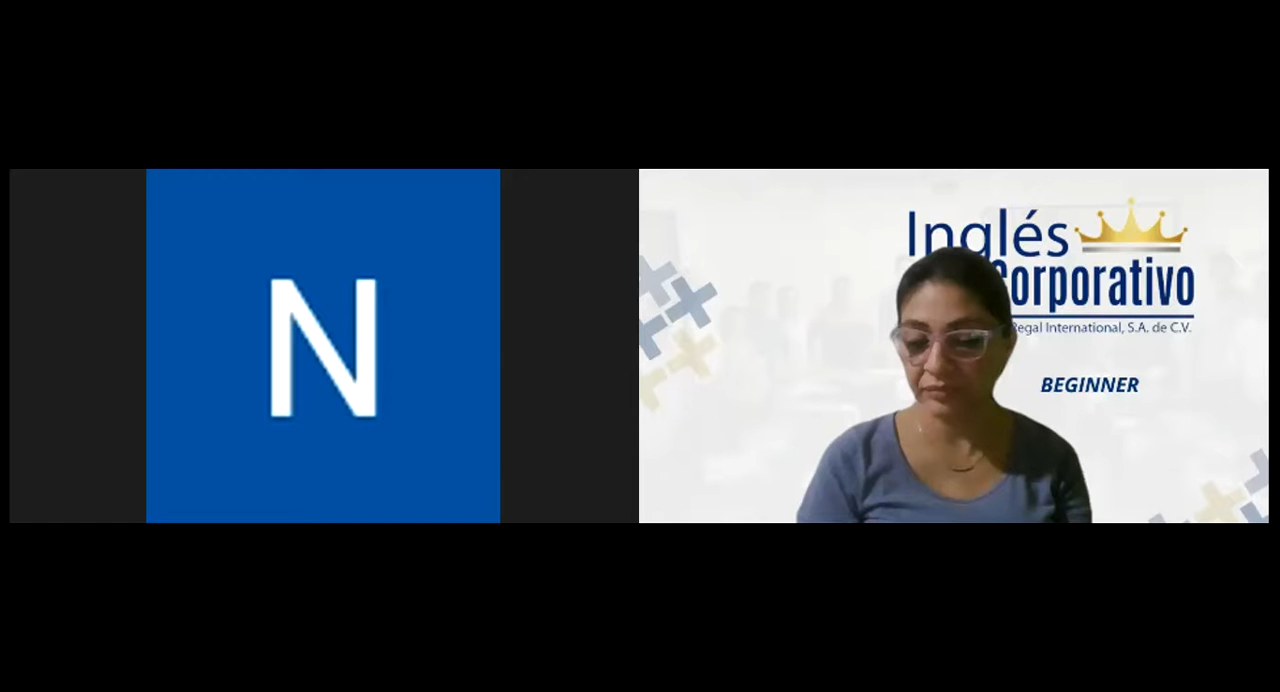 N
Inglés
Corporativo
Regal International, S.A. de C.V.
BEGINNER